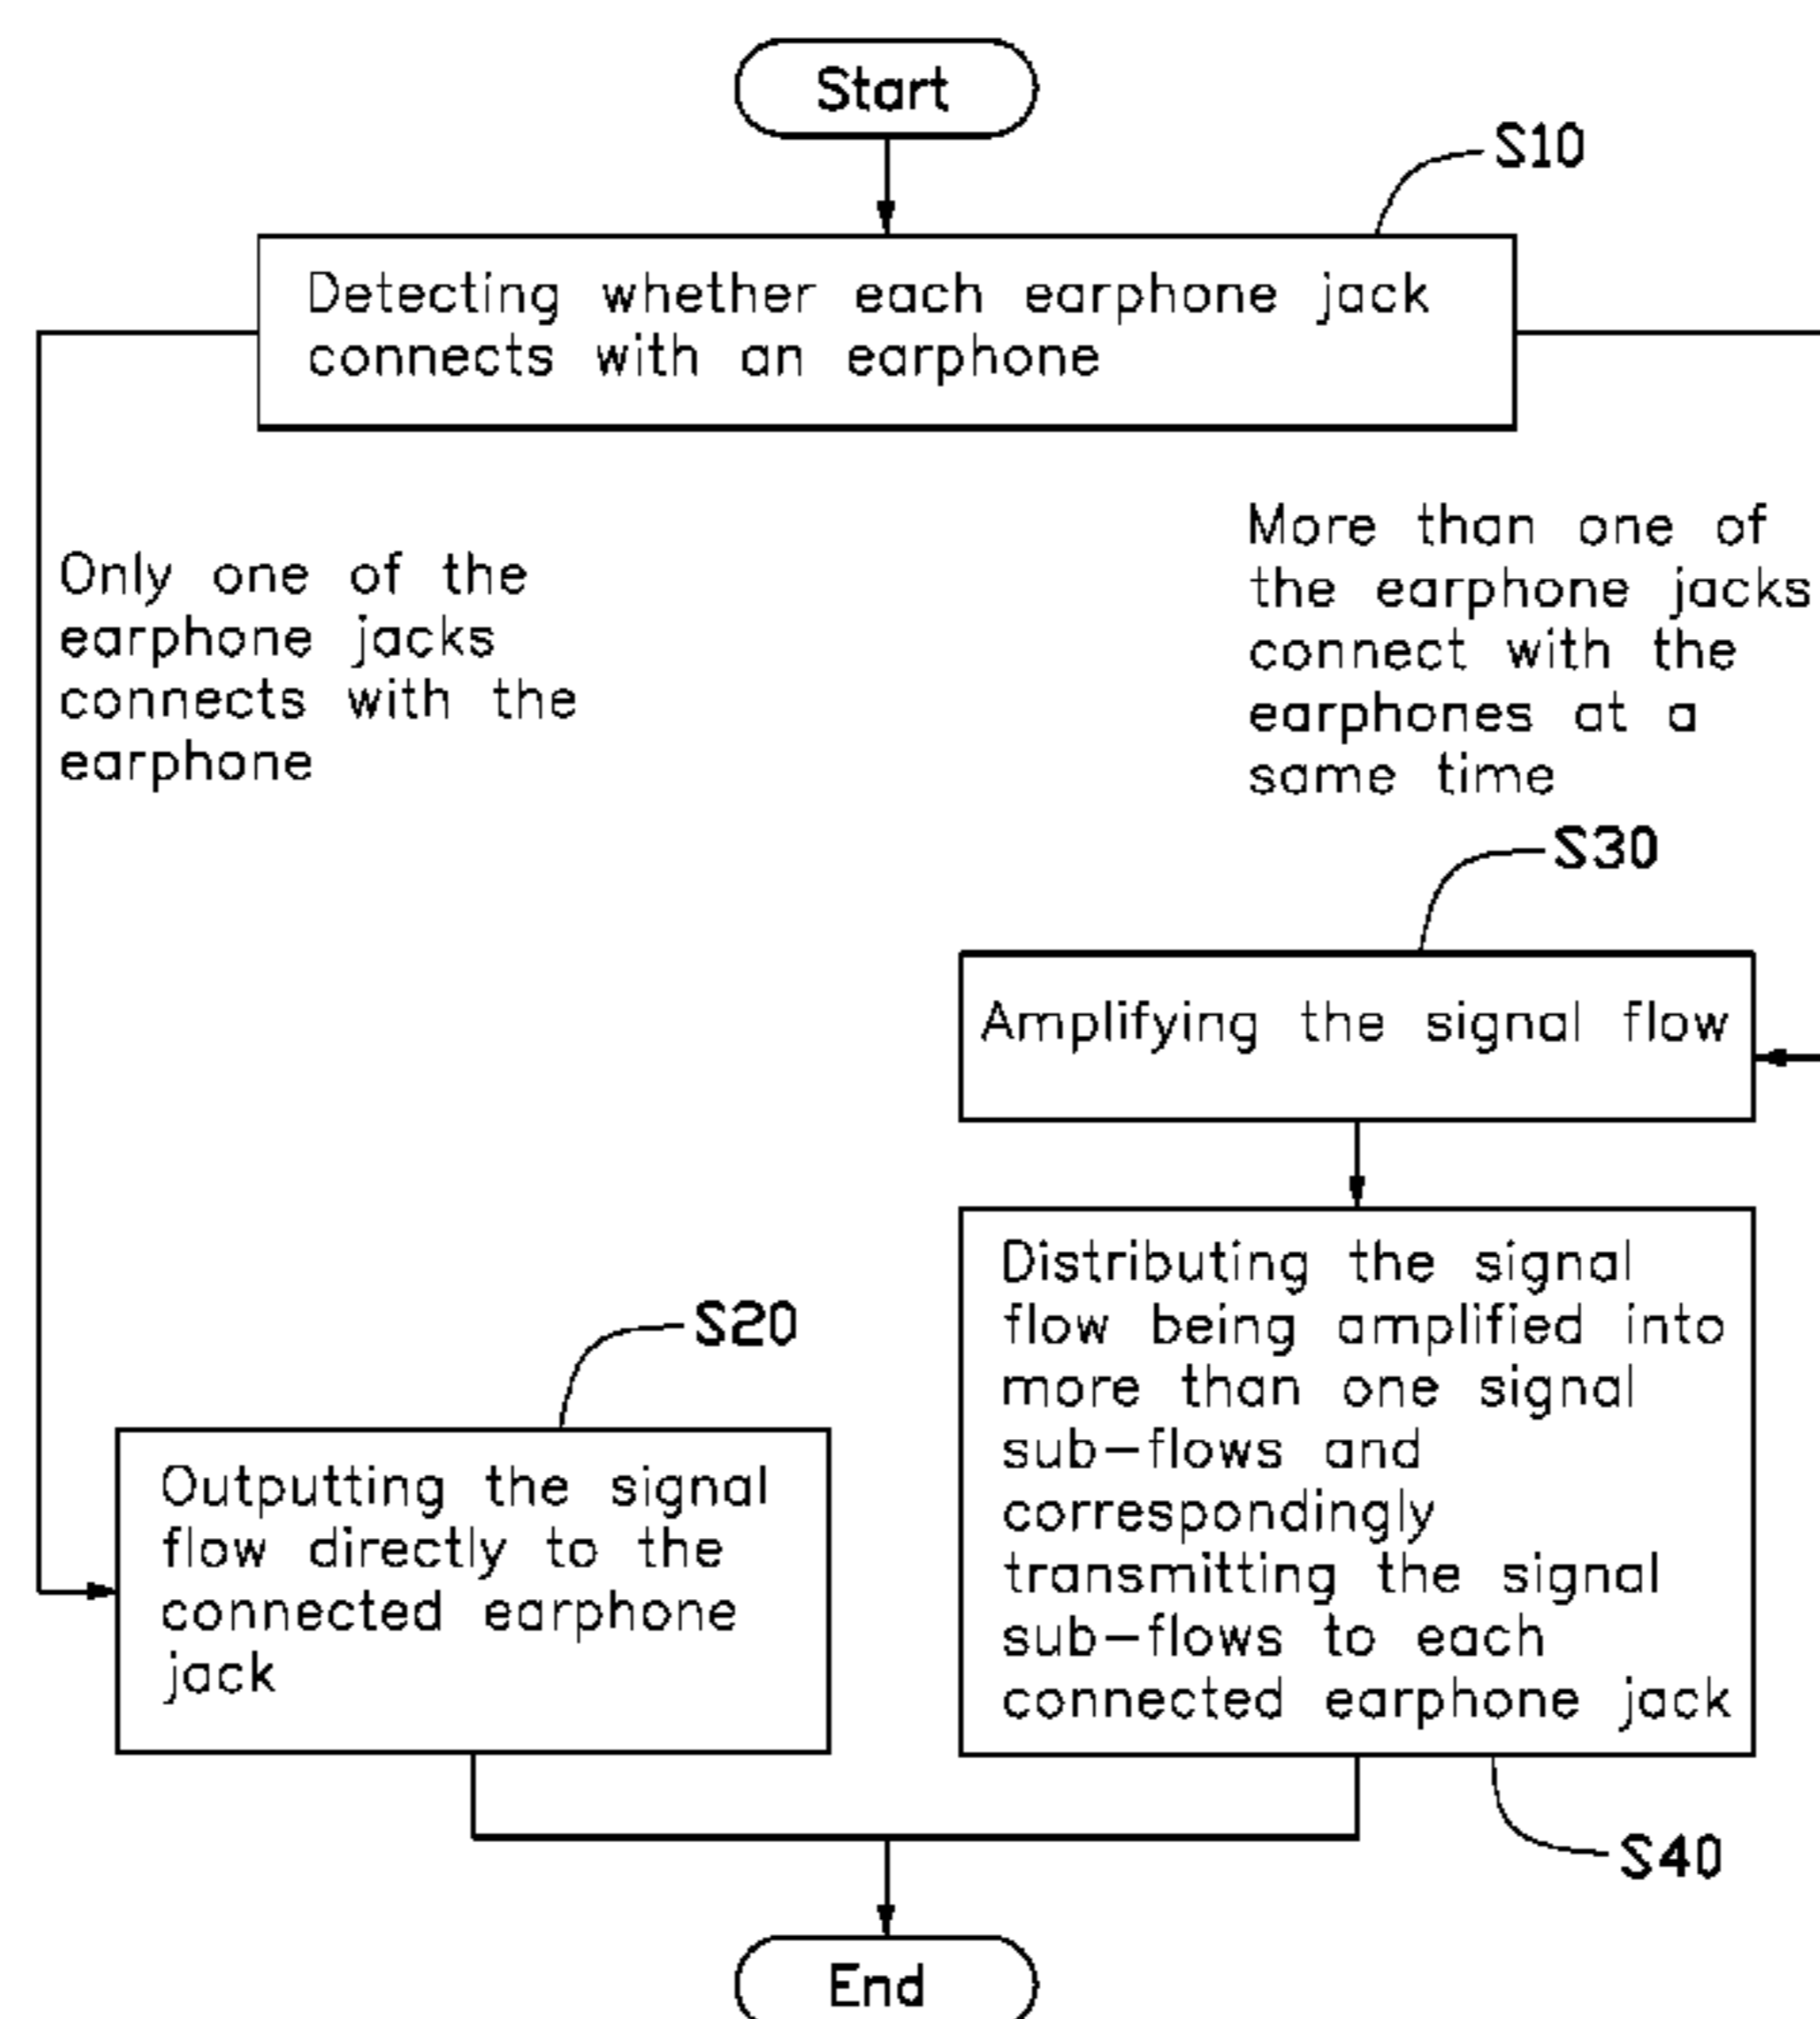 Start
S10
Detecting whether each earphone jack
connects with an earphone
Only one of the
earphone jacks
connects with the
earphone
More than one of
the earphone jacks
connect with the
earphones at a
same time
S30
Amplifying the signal flow
S20
Outputting the signal
flow directly to the
connected earphone
jack
Distributing the signal
flow being amplified into
more than one signal
sub-flows and
correspondingly
transmitting the signal
sub-flows to each
connected earphone jack
S40
End